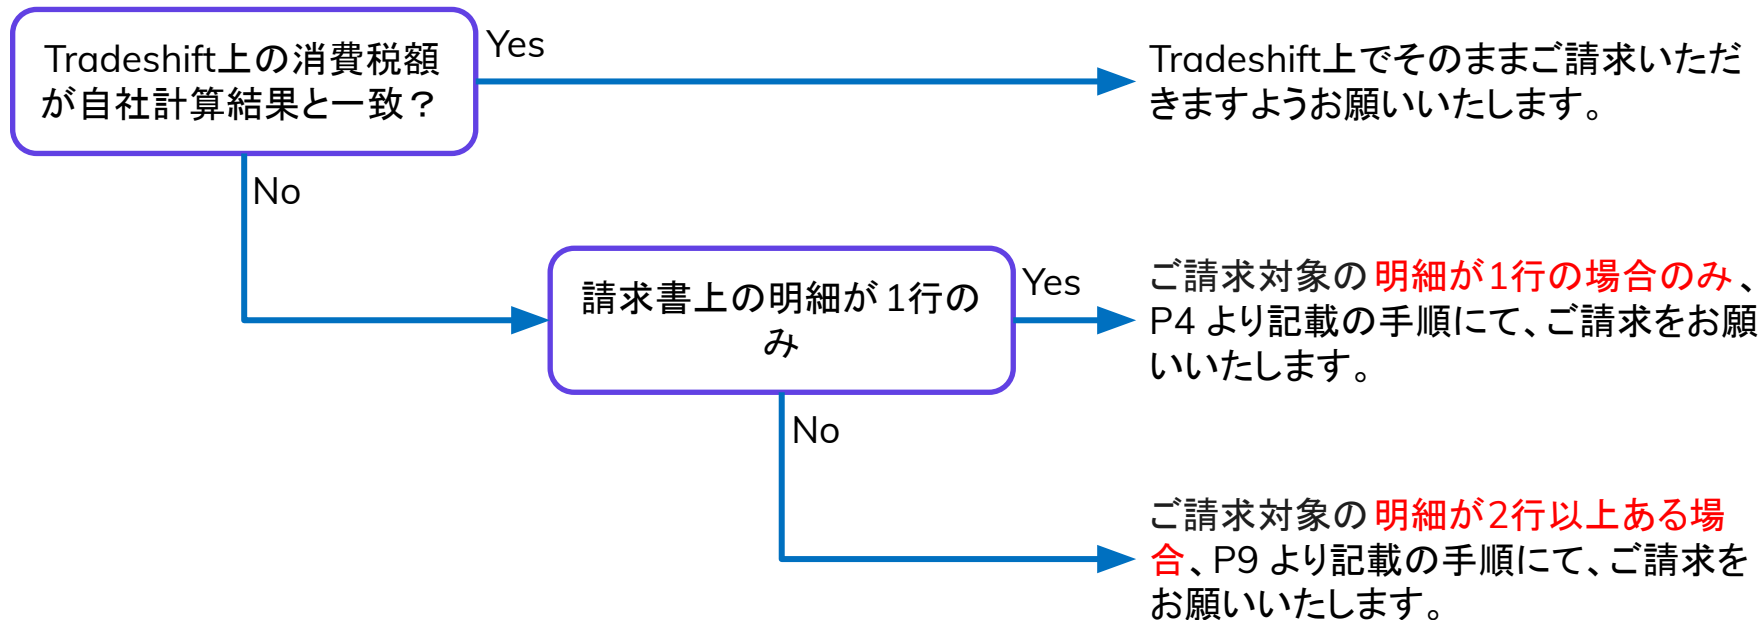 Tradeshift上の消費税額
が自社計算結果と一致？
Yes
Tradeshift上でそのままご請求いただ
きますようお願いいたします。
No
請求書上の明細が1行の
み
Yes
ご請求対象の明細が1行の場合のみ、
P4 より記載の手順にて、ご請求をお願
いいたします。
No
ご請求対象の明細が2行以上ある場
合、P9 より記載の手順にて、ご請求を
お願いいたします。